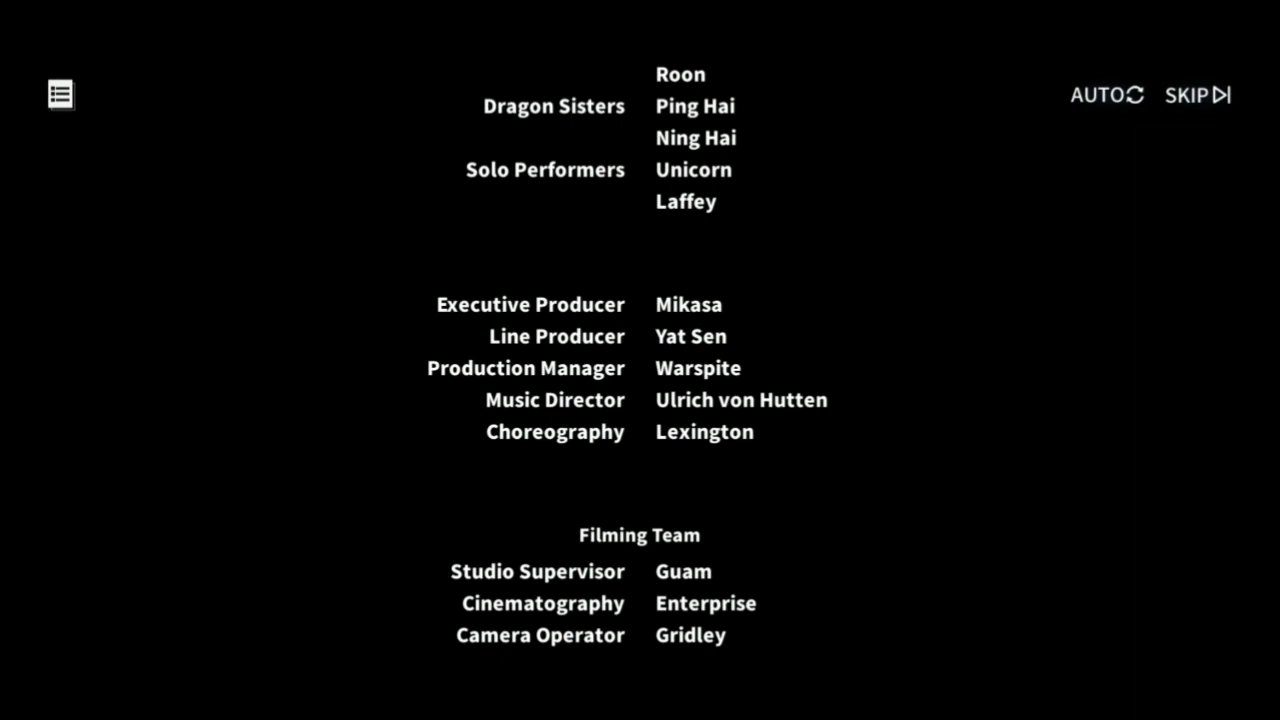 Roon
AUTO SKIP
Dragon Sisters Ping Hai
Ning Hai
Solo Performers Unicorn
Laffey
Executive Producer Mikasa
Line Producer Yat Sen
Production Manager Warspite
Music Director Ulrich von Hutten
Choreography Lexington
Filming Team
Studio Supervisor Guam
Cinematography Enterprise
Camera Operator Gridley